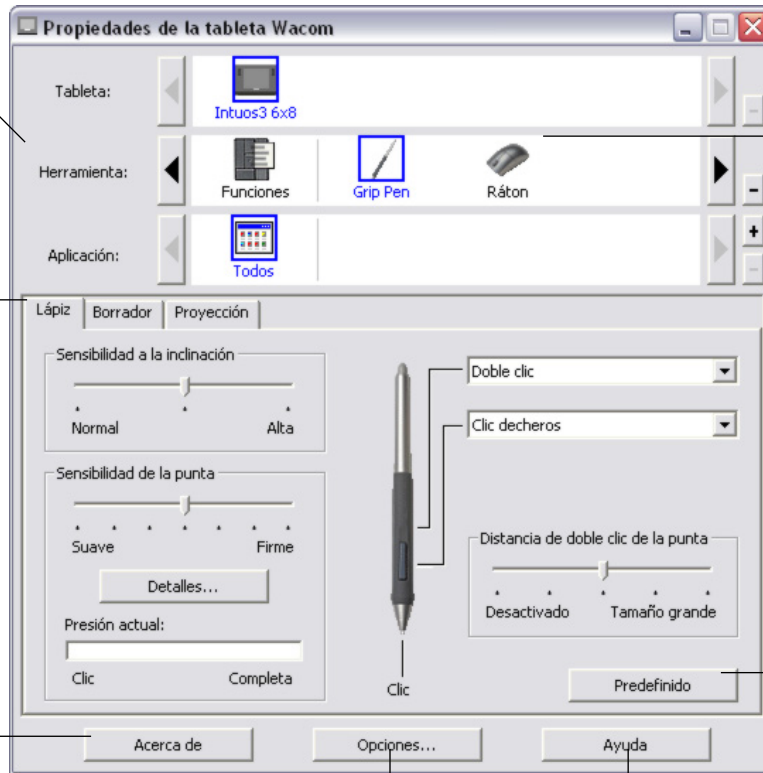 Propiedades de la tableta Wacom
Tableta:
Intuos3 6x8
Herramienta:
Funciones
Grip Pen
Ráton
Aplicación:
Todos
Lápiz
Borrador
Proyección
Sensibilidad a la inclinación
Normal
Alta
Doble clic
Clic decheros
Sensibilidad de la punta
Suave
Firme
Detalles...
Presión actual:
Clic
Completa
Clic
Distancia de doble clic de la punta
Desactivado
Tamaño grande
Predefinido
Acerca de
Opciones...
Ayuda